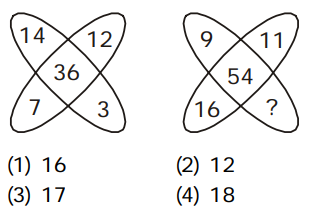 14 12 9 11
36 54
7 3 16 ?
(1) 16 (2) 12
(3) 17 (4) 18